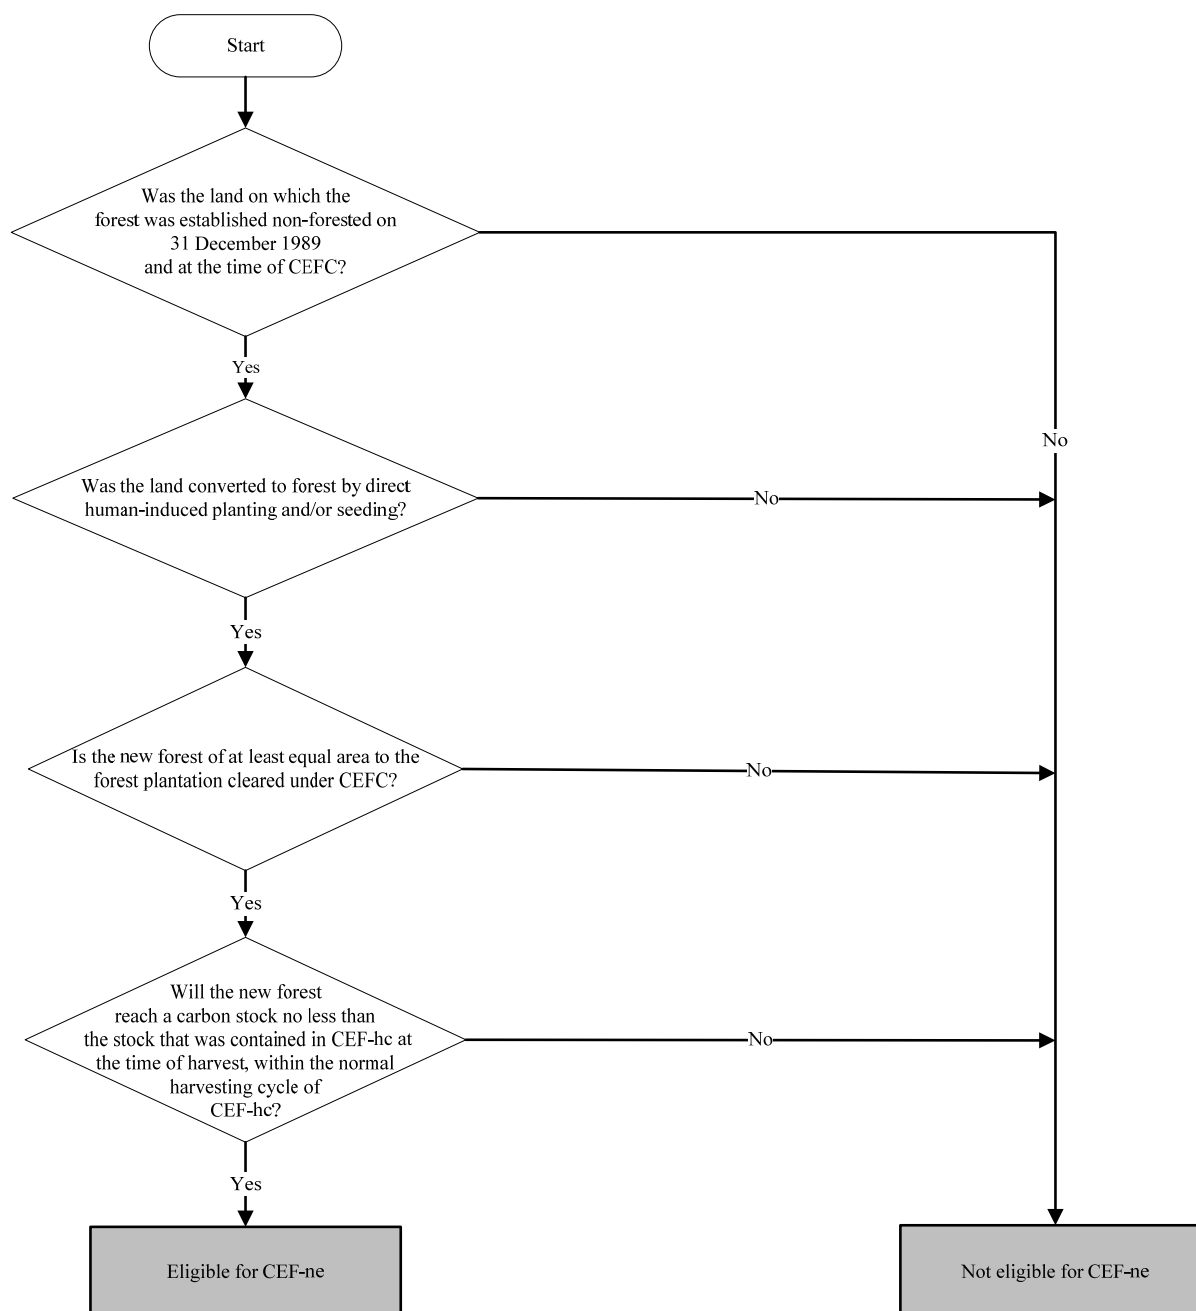 Start
Was the land on which the
forest was established non-forested on
31 December 1989
and at the time of CEFC?
No
Yes
Was the land converted to forest by direct
human-induced planting and/or seeding?
No
Yes
Is the new forest of at least equal area to the
forest plantation cleared under CEFC?
No
Yes
Will the new forest
reach a carbon stock no less than
the stock that was contained in CEF-hc at
the time of harvest, within the normal
harvesting cycle of
CEF-hc?
No
Yes
Eligible for CEF-ne
Not eligible for CEF-ne